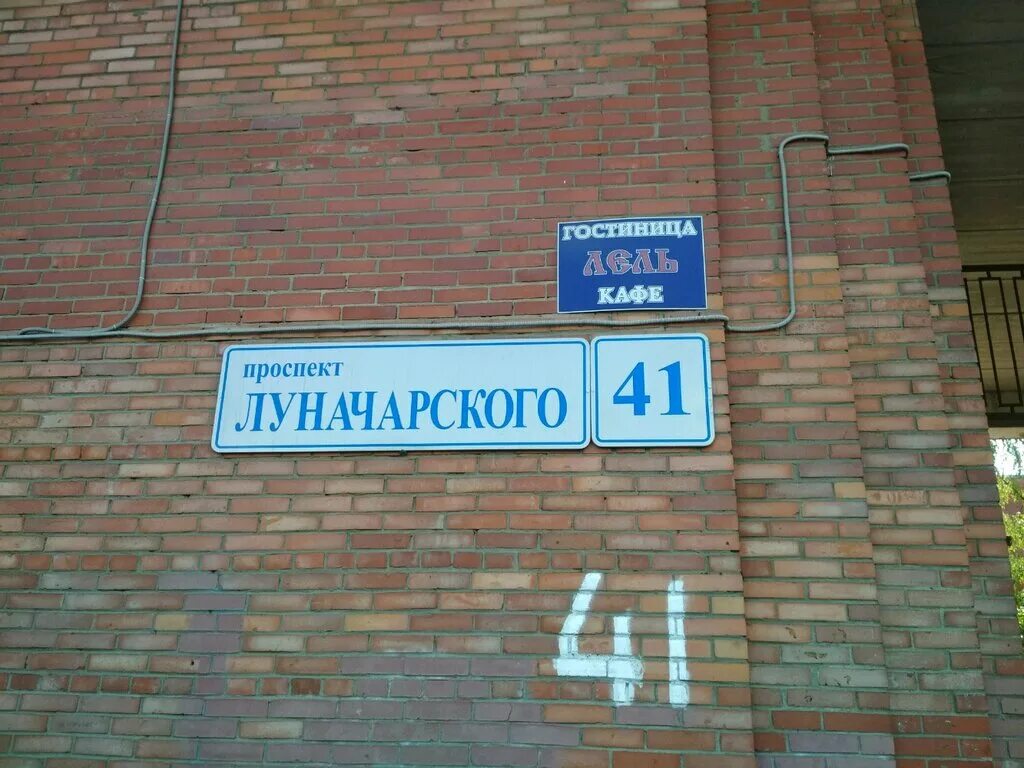 ГОСТИНИЦА
ЛЕЛЬ
КАФЕ
проспект
ЛУНАЧАРСКОГО
41
41